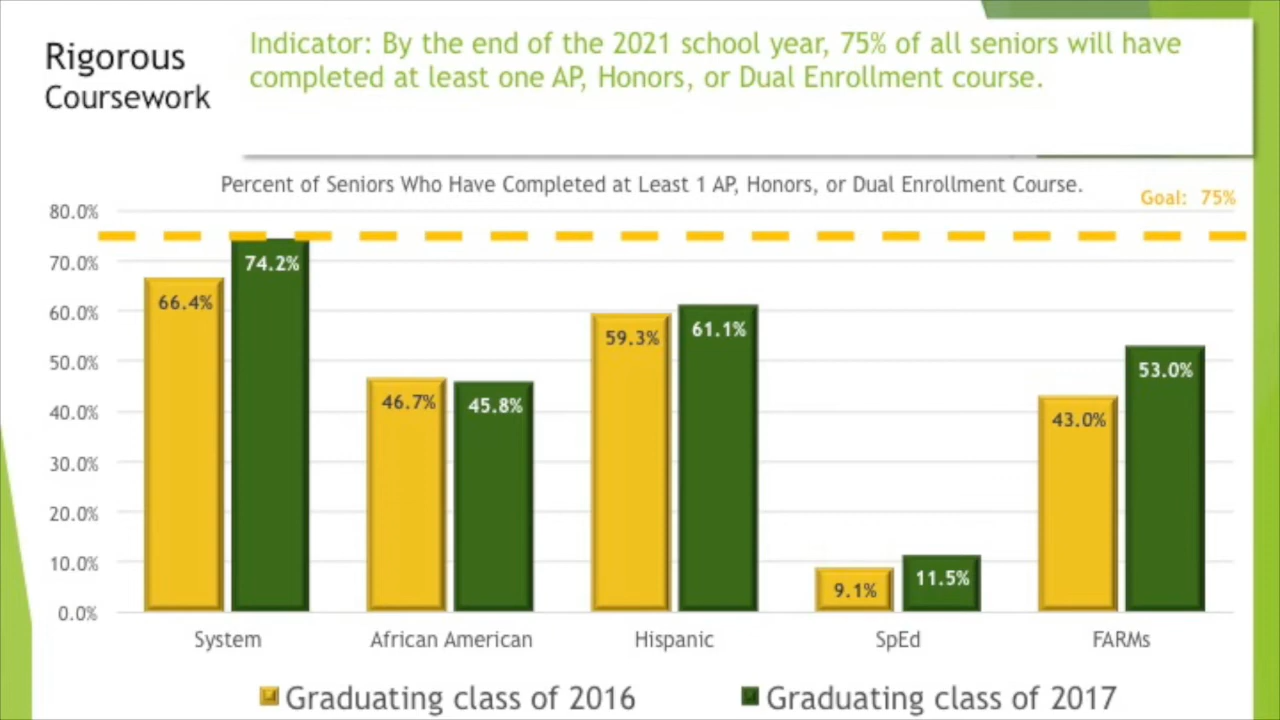 Rigorous
Coursework
Indicator: By the end of the 2021 school year, 75% of all seniors will have
completed at least one AP, Honors, or Dual Enrollment course.
Percent of Seniors Who Have Completed at Least 1 AP, Honors, or Dual Enrollment Course.
Goal: 75%
80.0%
70.0%
60.0%
50.0%
40.0%
30.0%
20.0%
10.0%
0.0%
66.4%
74.2%
46.7%
45.8%
59.3%
61.1%
9.1%
11.5%
43.0%
53.0%
System
African American
Hispanic
SpEd
FARMs
Graduating class of 2016
Graduating class of 2017